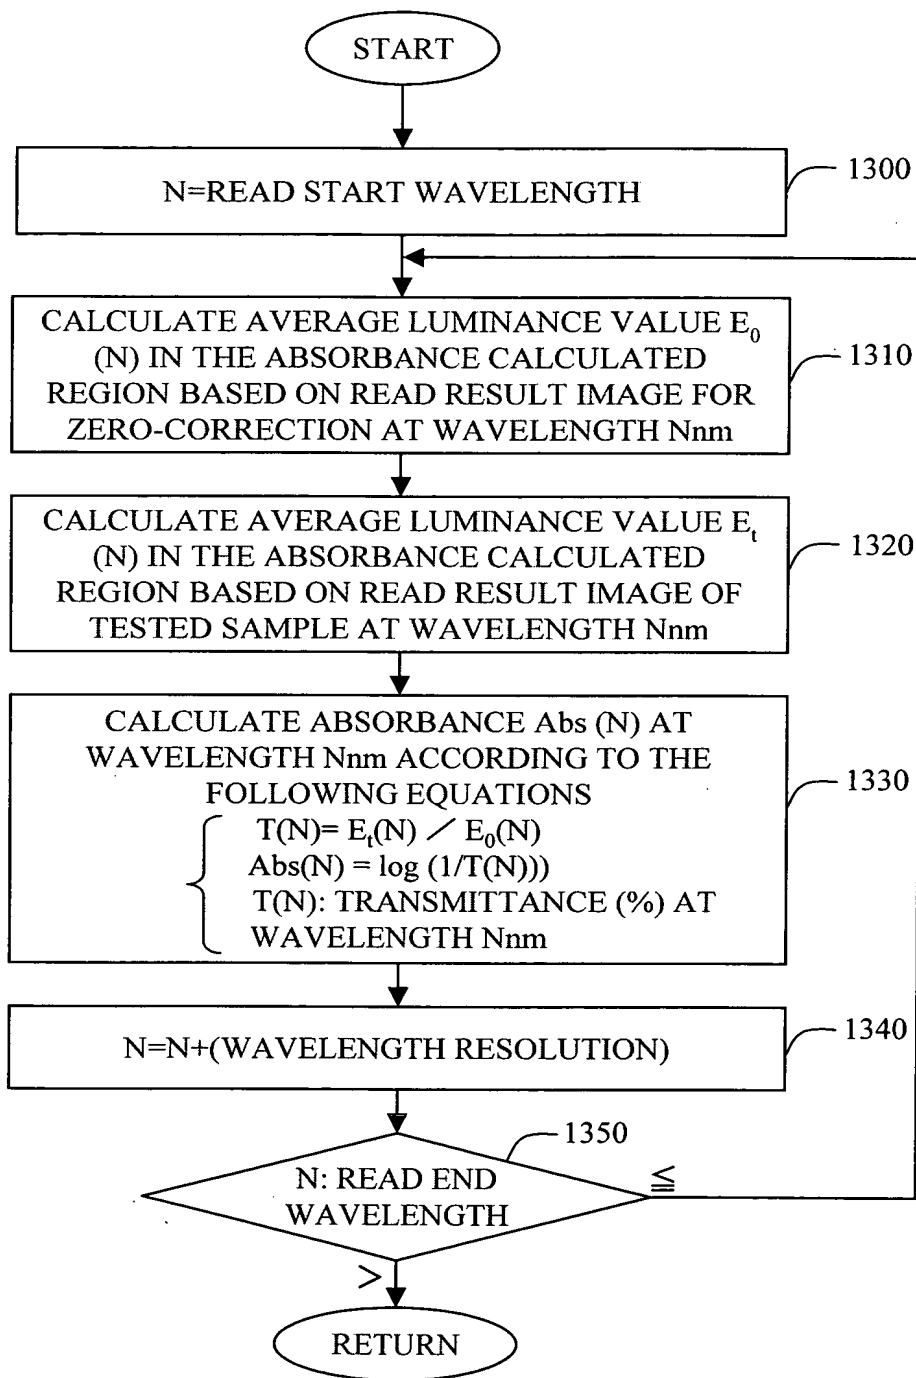 START
N=READ START WAVELENGTH
1300
CALCULATE AVERAGE LUMINANCE VALUE E₀
(N) IN THE ABSORBANCE CALCULATED
REGION BASED ON READ RESULT IMAGE FOR
ZERO-CORRECTION AT WAVELENGTH Nnm
1310
CALCULATE AVERAGE LUMINANCE VALUE Eₜ
(N) IN THE ABSORBANCE CALCULATED
REGION BASED ON READ RESULT IMAGE OF
TESTED SAMPLE AT WAVELENGTH Nnm
1320
CALCULATE ABSORBANCE Abs (N) AT
WAVELENGTH Nnm ACCORDING TO THE
FOLLOWING EQUATIONS
T(N)= Eₜ(N) ／ E₀(N)
Abs(N) = log (1/T(N)))
T(N): TRANSMITTANCE (%) AT
WAVELENGTH Nnm
1330
N=N+(WAVELENGTH RESOLUTION)
1340
1350
N: READ END
WAVELENGTH
≦
>
RETURN